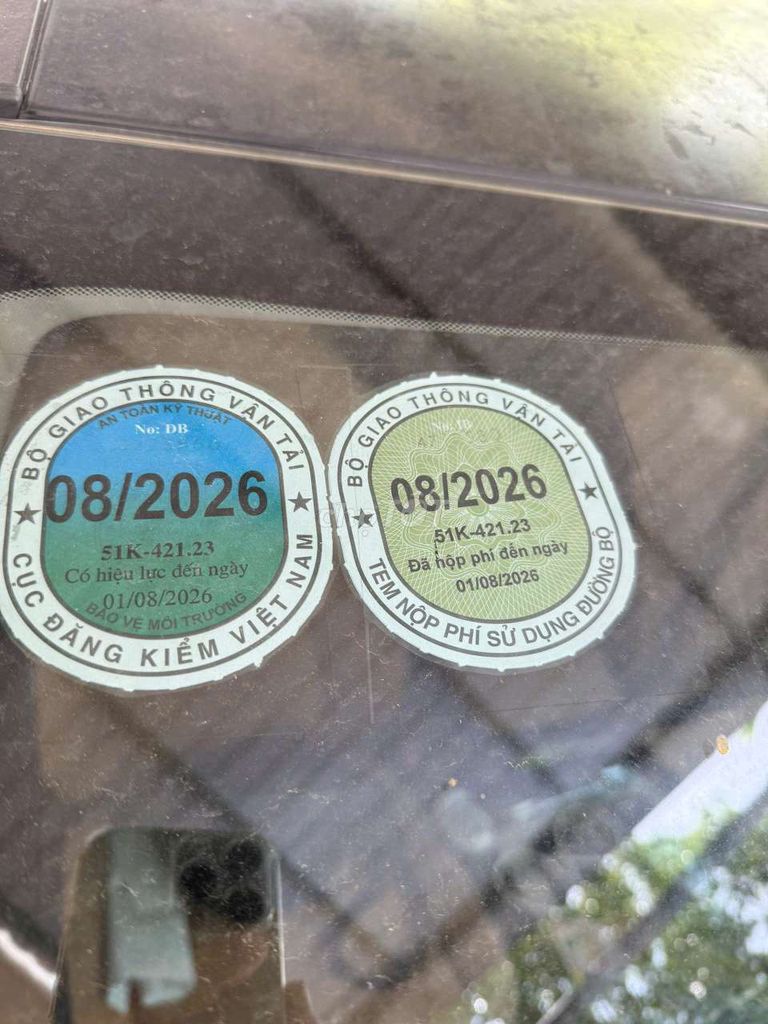 BỘ GIAO THÔNG VẬN TẢI
AN TOÀN KỸ THUẬT
No: DB
08/2026
51K-421.23
Có hiệu lực đến ngày
01/08/2026
BẢO VỆ MÔI TRƯỜNG
CỤC ĐĂNG KIỂM VIỆT NAM
BỘ GIAO THÔNG VẬN TẢI
08/2026
51K-421.23
Đã nộp phí đến ngày
01/08/2026
TEM NỘP PHÍ SỬ DỤNG ĐƯỜNG BỘ